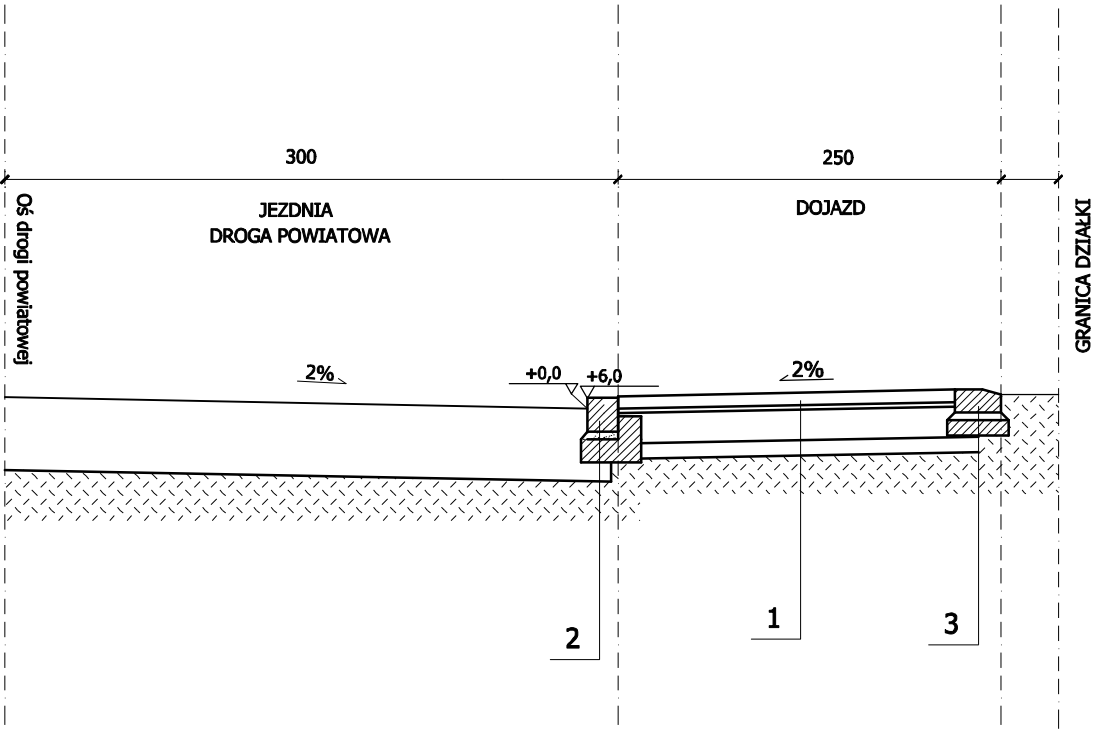 300
250
JEZDNIA
DROGA POWIATOWA
DOJAZD
Oś drogi powiatowej
GRANICA DZIAŁKI
2%
+0,0
+6,0
2%
2
1
3